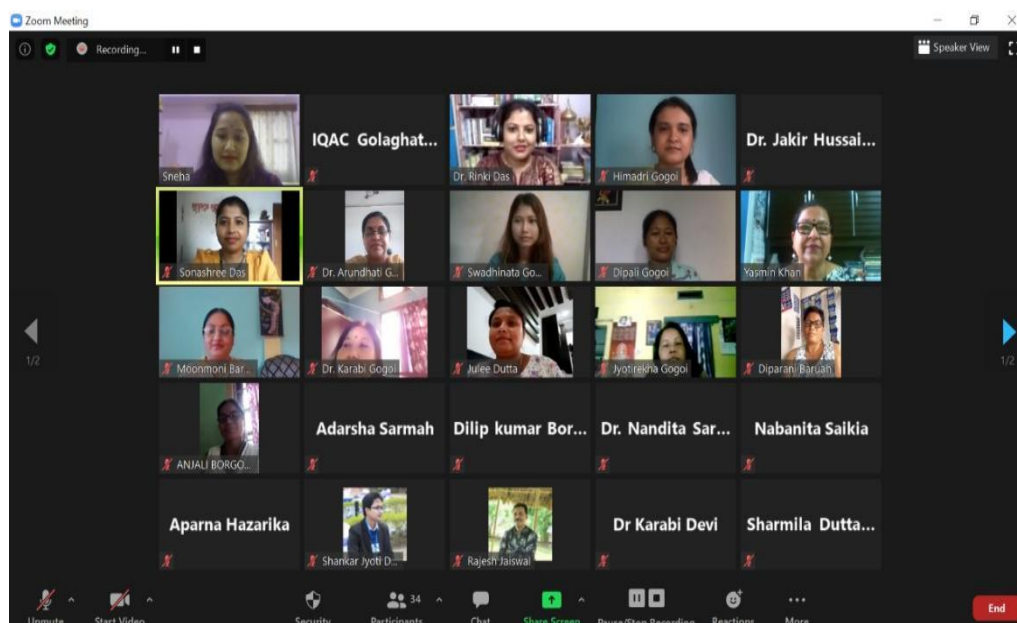 Zoom Meeting
Recording...
Speaker View
Sneha
IQAC Golaghat...
Dr. Rinki Das
Himadri Gogoi
Dr. Jakir Hussai...
Sonashree Das
Dr. Arundhati G...
Swadhinata Go...
Dipali Gogoi
Yasmin Khan
Moonmoni Bar...
Dr. Karabi Gogoi
Julee Dutta
Jyotirekha Gogoi
Diparani Baruah
1/2
1/2
ANJALI BORGO...
Adarsha Sarmah
Dilip kumar Bor...
Dr. Nandita Sar...
Nabanita Saikia
Aparna Hazarika
Shankar Jyoti D...
Rajesh Jaiswal
Dr Karabi Devi
Sharmila Dutta...
34
End
Unmute
Start Video
Security
Participants
Chat
Share Screen
Pause/Stop Recording
Reactions
More